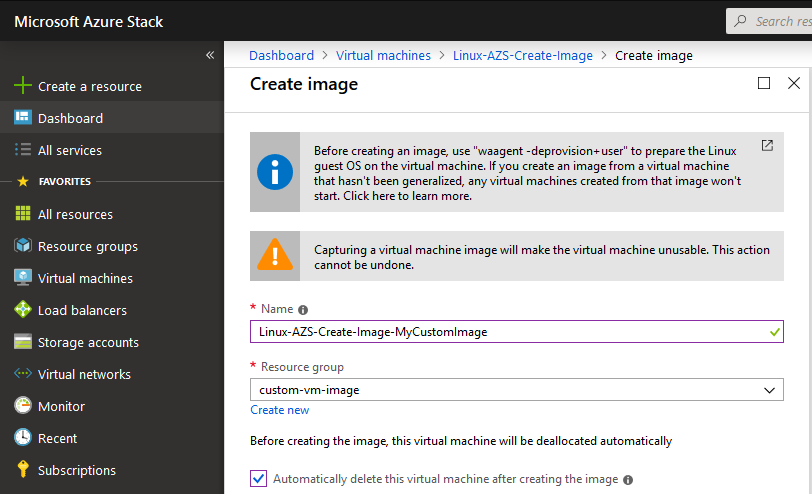 Microsoft Azure Stack
Search res
Dashboard > Virtual machines > Linux-AZS-Create-Image > Create image
Create a resource
Dashboard
All services
FAVORITES
All resources
Resource groups
Virtual machines
Load balancers
Storage accounts
Virtual networks
Monitor
Recent
Subscriptions
Create image
Before creating an image, use "waagent -deprovision+user" to prepare the Linux
guest OS on the virtual machine. If you create an image from a virtual machine
that hasn't been generalized, any virtual machines created from that image won't
start. Click here to learn more.
Capturing a virtual machine image will make the virtual machine unusable. This action
cannot be undone.
* Name
Linux-AZS-Create-Image-MyCustomImage
* Resource group
custom-vm-image
Create new
Before creating the image, this virtual machine will be deallocated automatically
Automatically delete this virtual machine after creating the image